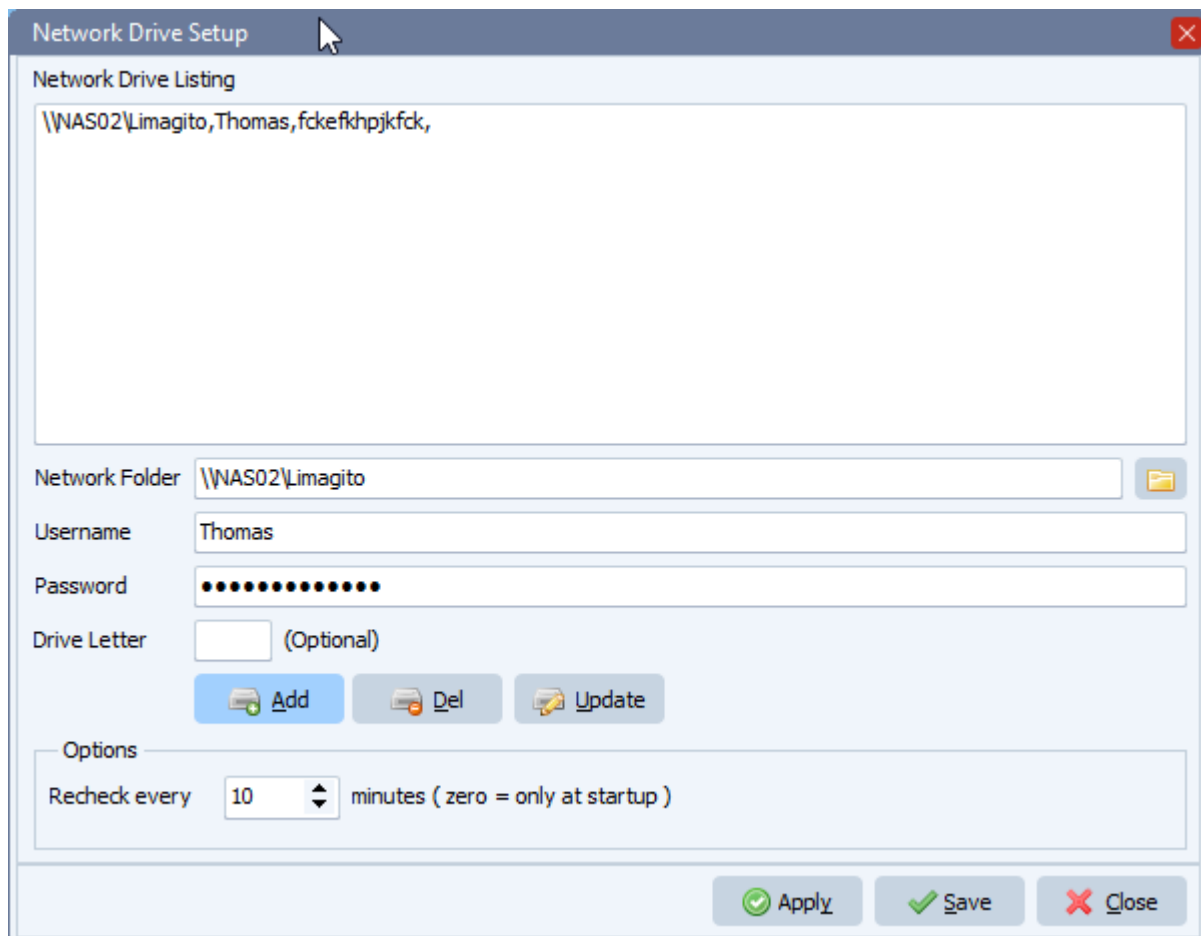 Network Drive Setup
Network Drive Listing
\\NAS02\Limagito,Thomas,fckefkhpjkfck,
Network Folder \\NAS02\Limagito
Username Thomas
Password •••••••••••••
Drive Letter (Optional)
Add Del Update
Options
Recheck every 10 minutes ( zero = only at startup )
Apply Save Close